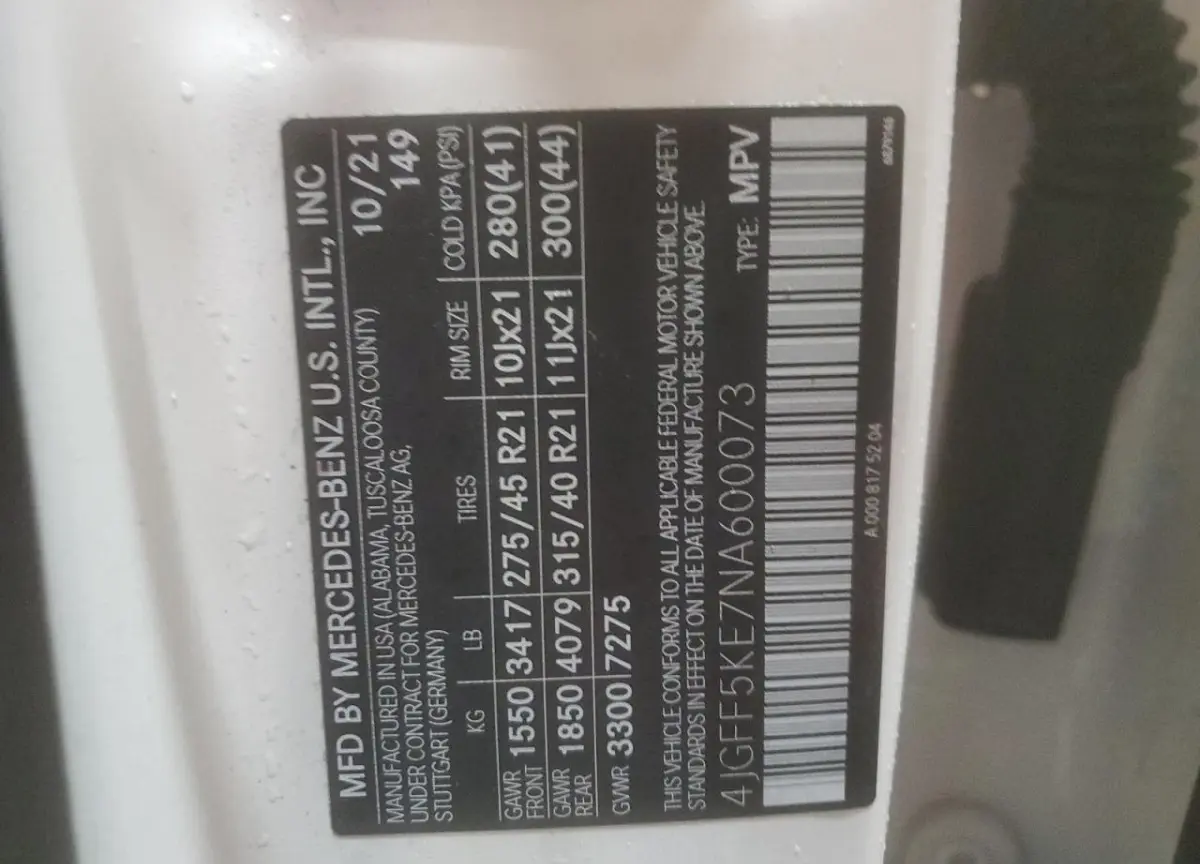 MFD BY MERCEDES-BENZ U.S. INTL., INC
MANUFACTURED IN USA (ALABAMA, TUSCALOOSA COUNTY) 10/21
UNDER CONTRACT FOR MERCEDES-BENZ AG, 149
STUTTGART (GERMANY)
KG LB TIRES RIM SIZE COLD KPA (PSI)
GAWR FRONT 1550 3417 275/45 R21 10Jx21 280(41)
GAWR REAR 1850 4079 315/40 R21 11Jx21 300(44)
GVWR 3300 7275
THIS VEHICLE CONFORMS TO ALL APPLICABLE FEDERAL MOTOR VEHICLE SAFETY
STANDARDS IN EFFECT ON THE DATE OF MANUFACTURE SHOWN ABOVE.
4JGFF5KE7NA600073 TYPE: MPV
A 000 817 52 04